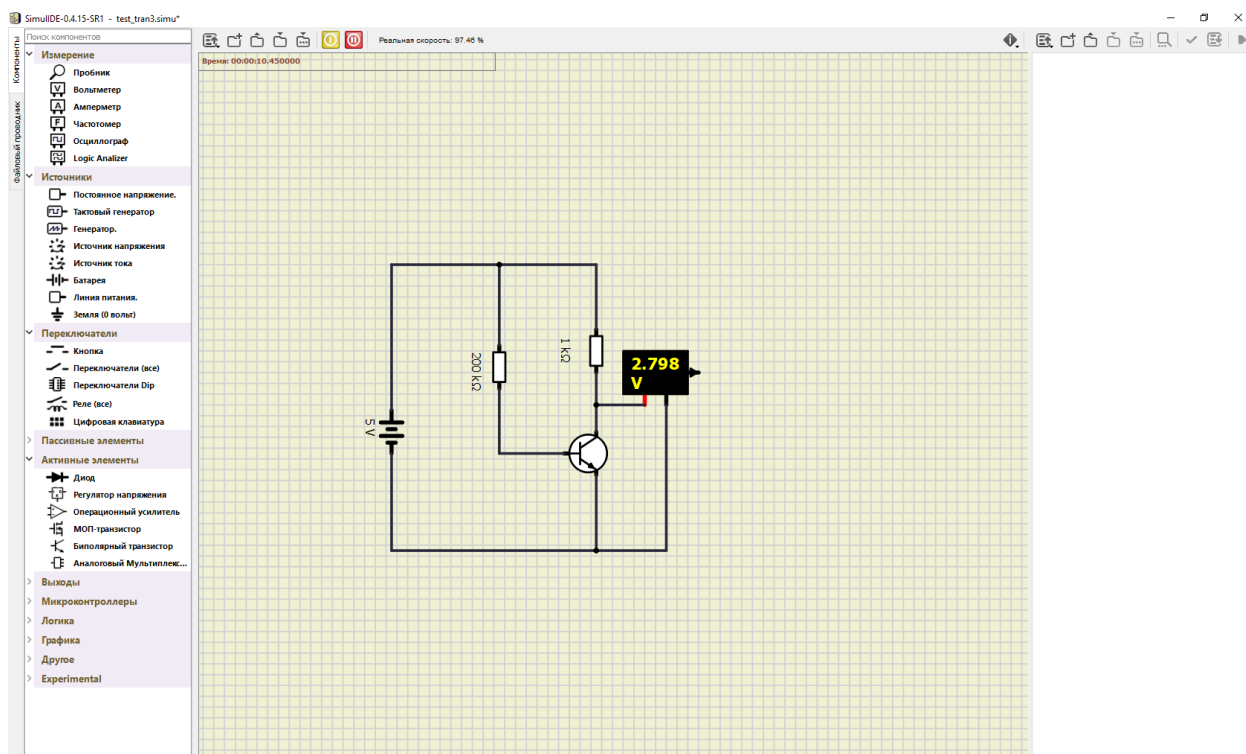 SimulIDE-0.4.15-SR1 - test_tran3.simu*
Компоненты
Файловый проводник
Поиск компонентов
Измерение
Пробник
Вольтметер
Амперметр
Частотомер
Осциллограф
Logic Analizer
Источники
Постоянное напряжение.
Тактовый генератор
Генератор.
Источник напряжения
Источник тока
Батарея
Линия питания.
Земля (0 вольт)
Переключатели
Кнопка
Переключатели (все)
Переключатели Dip
Реле (все)
Цифровая клавиатура
Пассивные элементы
Активные элементы
Диод
Регулятор напряжения
Операционный усилитель
МОП-транзистор
Биполярный транзистор
Аналоговый Мультиплекс...
Выходы
Микроконтроллеры
Логика
Графика
Другое
Experimental
Реальная скорость: 97.46 %
Время: 00:00:10.450000
200 kΩ
1 kΩ
2.798
V
5 V